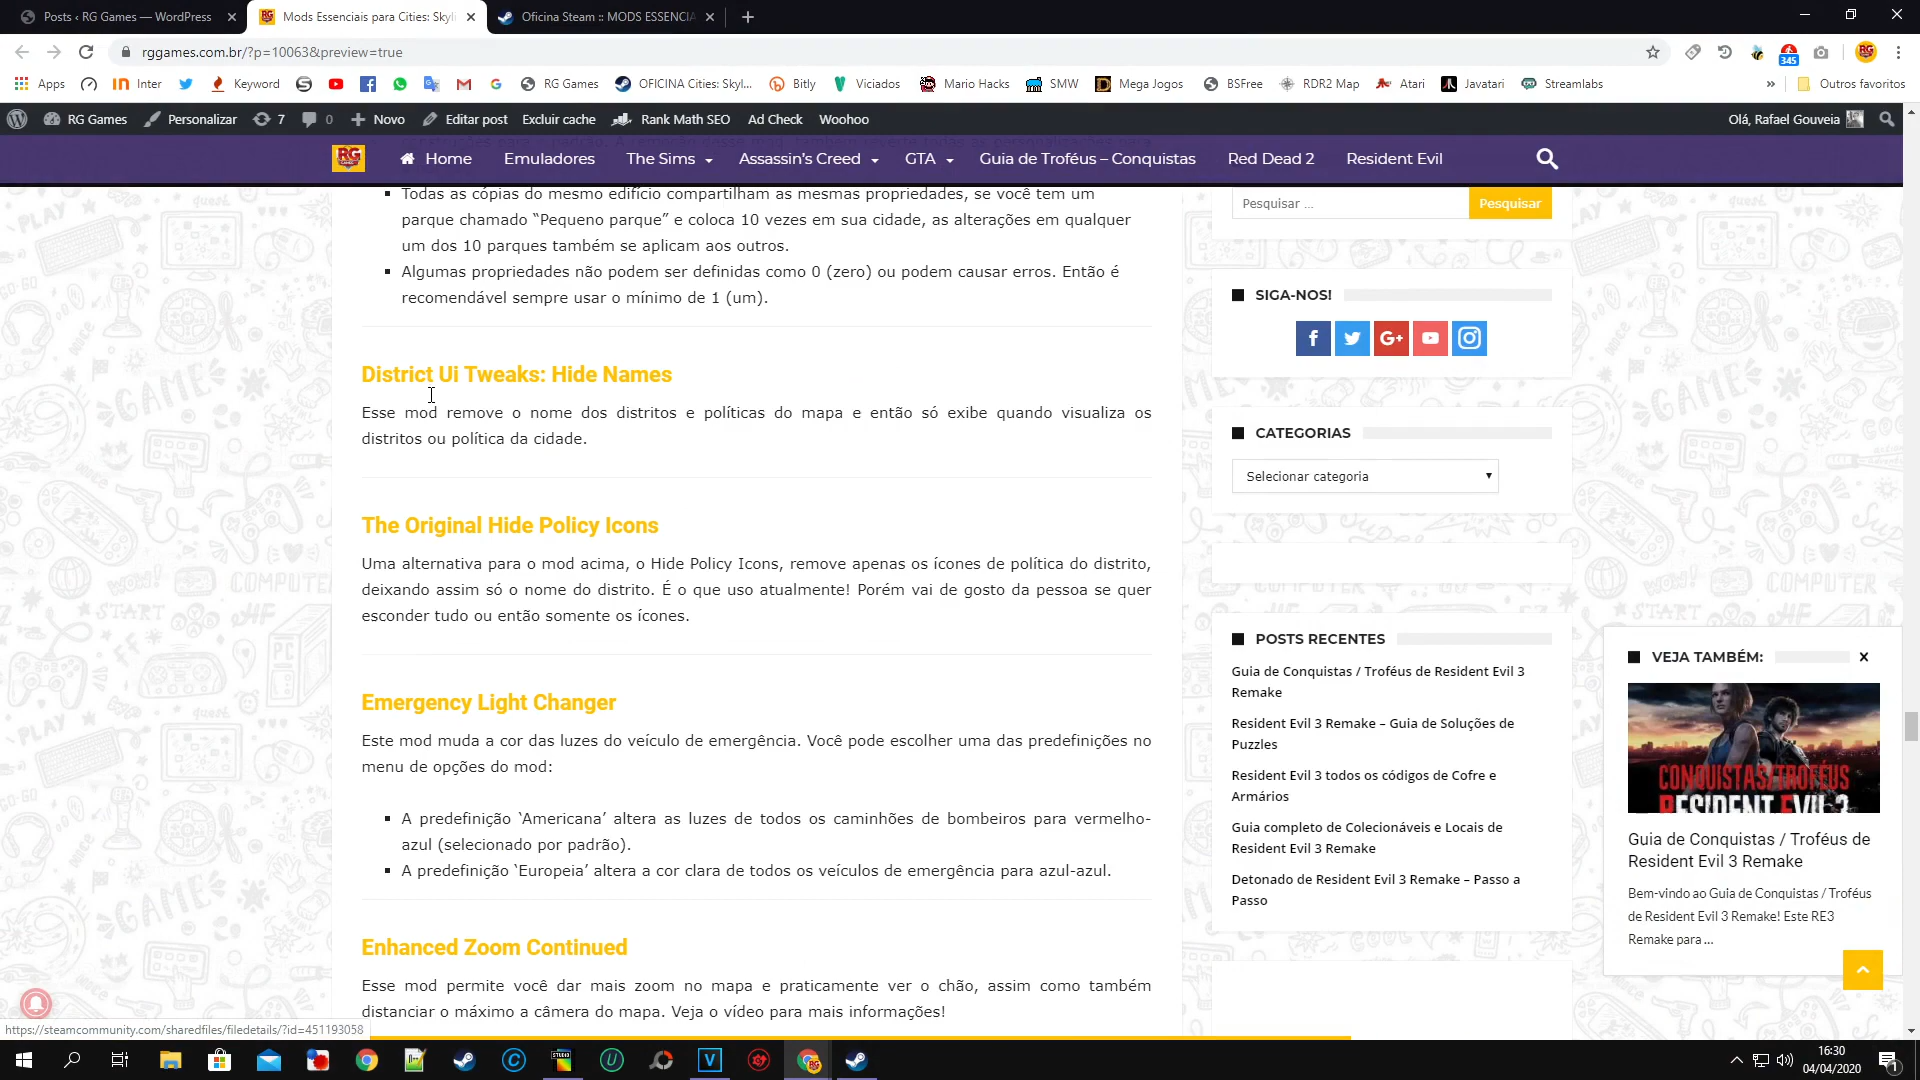 Posts ‹ RG Games — WordPress
Mods Essenciais para Cities: Skyli
Oficina Steam :: MODS ESSENCIA
rggames.com.br/?p=10063&preview=true
345
Apps
Inter
Keyword
RG Games
OFICINA Cities: Skyl...
Bitly
Viciados
Mario Hacks
SMW
Mega Jogos
BSFree
RDR2 Map
Atari
Javatari
Streamlabs
»
Outros favoritos
RG Games
Personalizar
7
0
Novo
Editar post
Excluir cache
Rank Math SEO
Ad Check
Woohoo
Olá, Rafael Gouveia
Home
Emuladores
The Sims
Assassin's Creed
GTA
Guia de Troféus – Conquistas
Red Dead 2
Resident Evil
Todas as cópias do mesmo edifício compartilham as mesmas propriedades, se você tem um
parque chamado “Pequeno parque” e coloca 10 vezes em sua cidade, as alterações em qualquer
um dos 10 parques também se aplicam aos outros.
Algumas propriedades não podem ser definidas como 0 (zero) ou podem causar erros. Então é
recomendável sempre usar o mínimo de 1 (um).
District Ui Tweaks: Hide Names
Esse mod remove o nome dos distritos e políticas do mapa e então só exibe quando visualiza os
distritos ou política da cidade.
The Original Hide Policy Icons
Uma alternativa para o mod acima, o Hide Policy Icons, remove apenas os ícones de política do distrito,
deixando assim só o nome do distrito. É o que uso atualmente! Porém vai de gosto da pessoa se quer
esconder tudo ou então somente os ícones.
Emergency Light Changer
Este mod muda a cor das luzes do veículo de emergência. Você pode escolher uma das predefinições no
menu de opções do mod:
A predefinição ‘Americana’ altera as luzes de todos os caminhões de bombeiros para vermelho-
azul (selecionado por padrão).
A predefinição ‘Europeia’ altera a cor clara de todos os veículos de emergência para azul-azul.
Enhanced Zoom Continued
Esse mod permite você dar mais zoom no mapa e praticamente ver o chão, assim como também
distanciar o máximo a câmera do mapa. Veja o vídeo para mais informações!
Pesquisar ...
Pesquisar
SIGA-NOS!
CATEGORIAS
Selecionar categoria
POSTS RECENTES
Guia de Conquistas / Troféus de Resident Evil 3
Remake
Resident Evil 3 Remake – Guia de Soluções de
Puzzles
Resident Evil 3 todos os códigos de Cofre e
Armários
Guia completo de Colecionáveis e Locais de
Resident Evil 3 Remake
Detonado de Resident Evil 3 Remake – Passo a
Passo
VEJA TAMBÉM:
CONQUISTAS/TROFÉUS
RESIDENT EVIL 3
Guia de Conquistas / Troféus de
Resident Evil 3 Remake
Bem-vindo ao Guia de Conquistas / Troféus
de Resident Evil 3 Remake! Este RE3
Remake para ...
https://steamcommunity.com/sharedfiles/filedetails/?id=451193058
16:30
04/04/2020
1